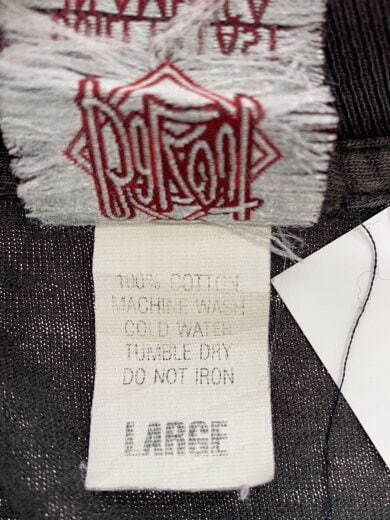 100% COTTON
MACHINE WASH
COLD WATER
TUMBLE DRY
DO NOT IRON
LARGE